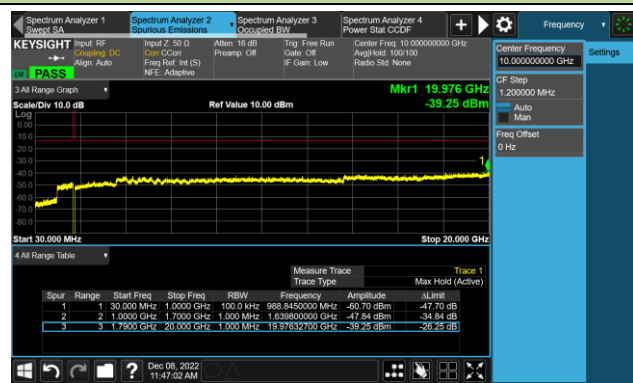 Spectrum Analyzer 1
Swept SA
Spectrum Analyzer 2
Spurious Emissions
Spectrum Analyzer 3
Occupied BW
Spectrum Analyzer 4
Power Stat CCDF
Frequency
KEYSIGHT Input: RF
Coupling: DC
Align: Auto
Input Z: 50 Ω
Corr CCorr
Freq Ref: Int (S)
NFE: Adaptive
Atten: 16 dB
Preamp: Off
Trig: Free Run
Gate: Off
IF Gain: Low
Center Freq: 10.000000000 GHz
Avg|Hold: 100/100
Radio Std: None
PASS
Center Frequency
10.000000000 GHz
Settings
CF Step
1.200000 MHz
Auto
Man
Freq Offset
0 Hz
3 All Range Graph
Mkr1 19.976 GHz
Scale/Div 10.0 dB
Ref Value 10.00 dBm
-39.25 dBm
Log
0.00
-10.0
-20.0
-30.0
-40.0
-50.0
-60.0
-70.0
-80.0
1
Start 30.000 MHz
Stop 20.000 GHz
4 All Range Table
Measure Trace Trace 1
Trace Type Max Hold (Active)
Spur Range Start Freq Stop Freq RBW Frequency Amplitude ΔLimit
1 1 30.000 MHz 1.0000 GHz 100.0 kHz 988.8450000 MHz -60.70 dBm -47.70 dB
2 2 1.0000 GHz 1.7000 GHz 1.000 MHz 1.639800000 GHz -47.84 dBm -34.84 dB
3 3 1.7900 GHz 20.000 GHz 1.000 MHz 19.97632700 GHz -39.25 dBm -26.25 dB
Dec 08, 2022
11:47:02 AM